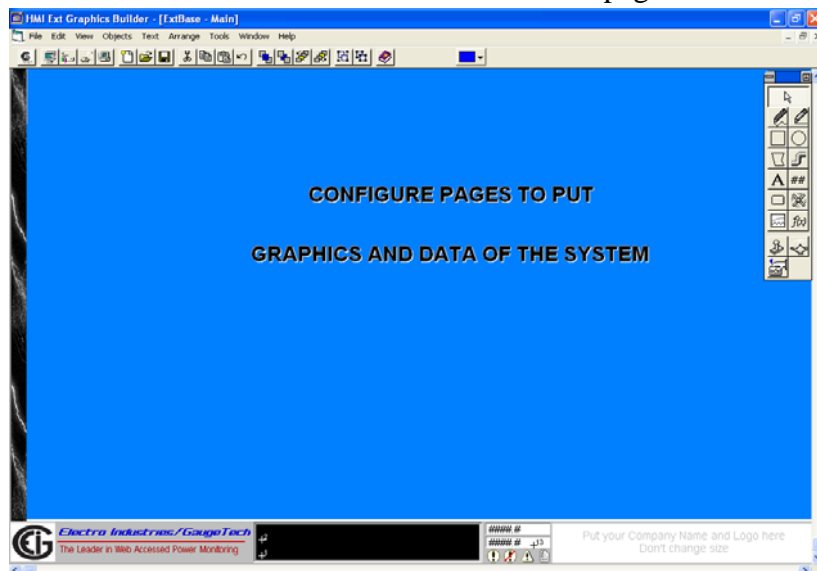 page
HMI Ext Graphics Builder - [ExtBase - Main]
File Edit View Objects Text Arrange Tools Window Help
A ##
f(x)
CONFIGURE PAGES TO PUT
GRAPHICS AND DATA OF THE SYSTEM
EIG
Electro Industries/GaugeTech
The Leader in Web Accessed Power Monitoring
#####.#
#####.#
Put your Company Name and Logo here
Don't change size